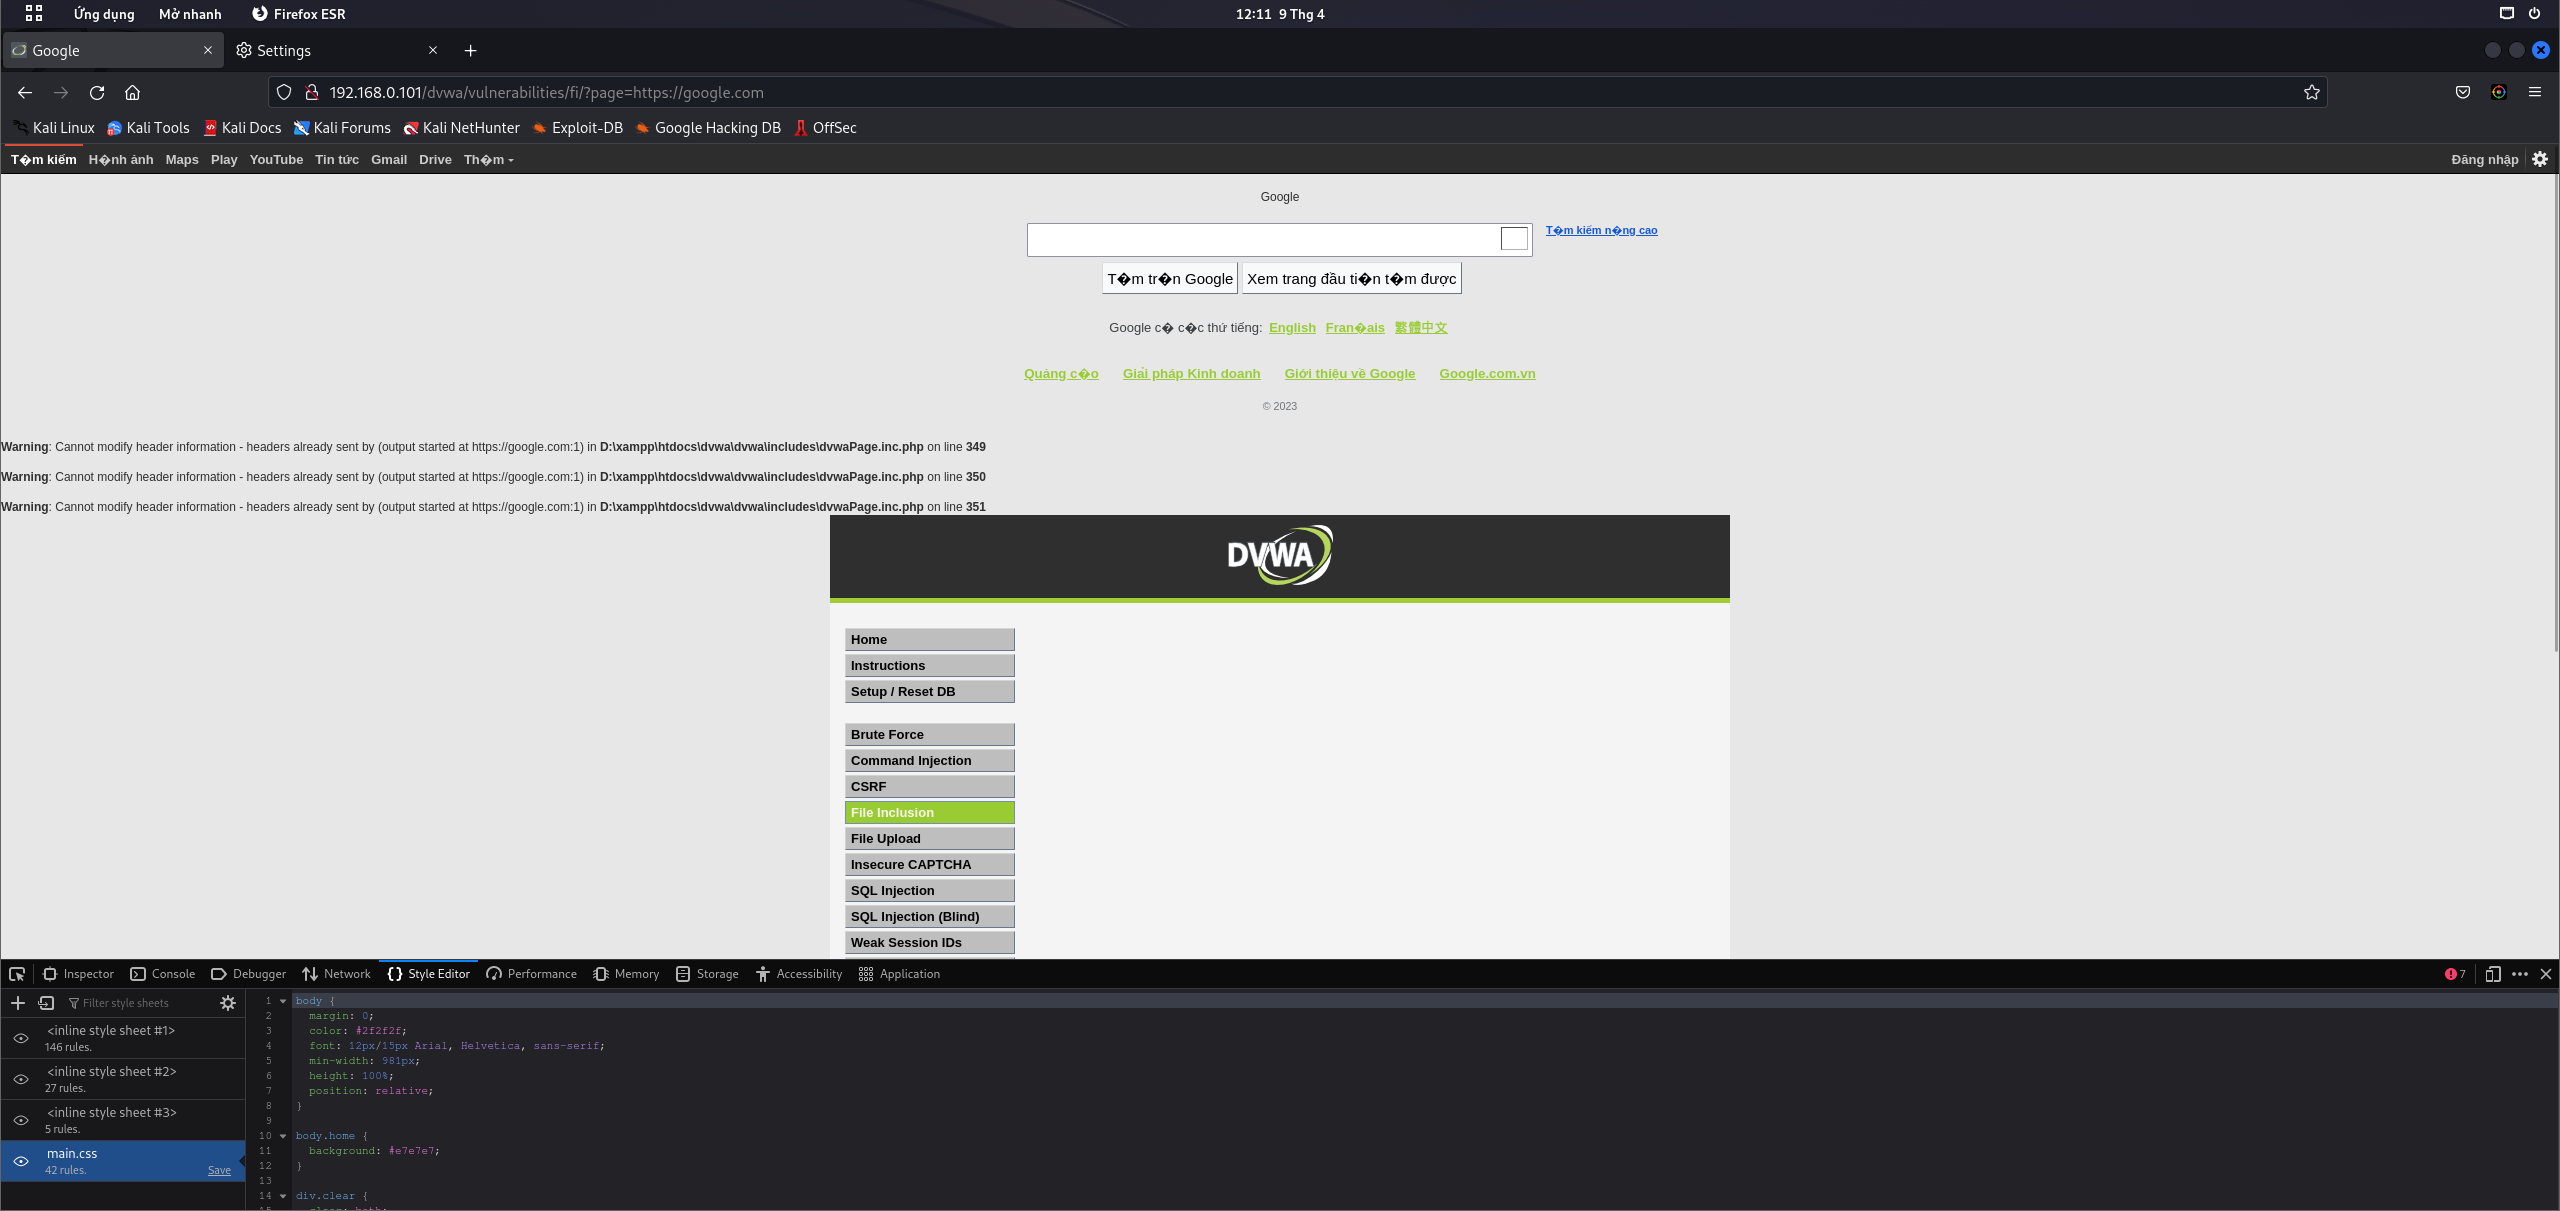 Ứng dụng Mở nhanh Firefox ESR 12:11 9 Thg 4
Google Settings
192.168.0.101/dvwa/vulnerabilities/fi/?page=https://google.com
Kali Linux Kali Tools Kali Docs Kali Forums Kali NetHunter Exploit-DB Google Hacking DB OffSec
T�m kiếm H�nh ảnh Maps Play YouTube Tin tức Gmail Drive Th�m Đăng nhập
Google
T�m kiếm n�ng cao
T�m tr�n Google Xem trang đầu ti�n t�m được
Google c� c�c thứ tiếng: English Fran�ais 繁體中文
Quảng c�o Giải pháp Kinh doanh Giới thiệu về Google Google.com.vn
© 2023
Warning: Cannot modify header information - headers already sent by (output started at https://google.com:1) in D:\xampp\htdocs\dvwa\dvwa\includes\dvwaPage.inc.php on line 349
Warning: Cannot modify header information - headers already sent by (output started at https://google.com:1) in D:\xampp\htdocs\dvwa\dvwa\includes\dvwaPage.inc.php on line 350
Warning: Cannot modify header information - headers already sent by (output started at https://google.com:1) in D:\xampp\htdocs\dvwa\dvwa\includes\dvwaPage.inc.php on line 351
DVWA
Home
Instructions
Setup / Reset DB
Brute Force
Command Injection
CSRF
File Inclusion
File Upload
Insecure CAPTCHA
SQL Injection
SQL Injection (Blind)
Weak Session IDs
Inspector Console Debugger Network Style Editor Performance Memory Storage Accessibility Application 7
Filter style sheets
<inline style sheet #1>
146 rules.
<inline style sheet #2>
27 rules.
<inline style sheet #3>
5 rules.
main.css
42 rules. Save
1 body {
2 margin: 0;
3 color: #2f2f2f;
4 font: 12px/15px Arial, Helvetica, sans-serif;
5 min-width: 981px;
6 height: 100%;
7 position: relative;
8 }
9
10 body.home {
11 background: #e7e7e7;
12 }
13
14 div.clear {